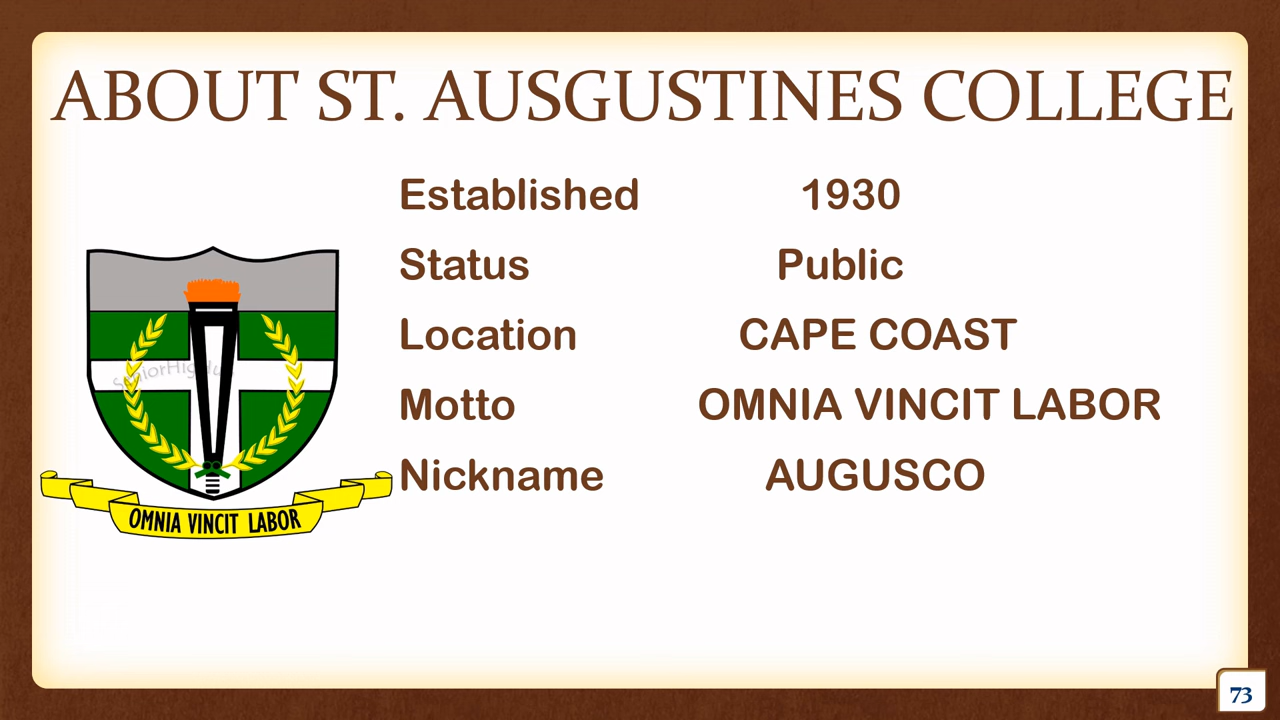 ABOUT ST. AUSGUSTINES COLLEGE
Established 1930
Status Public
Location CAPE COAST
Motto OMNIA VINCIT LABOR
Nickname AUGUSCO
OMNIA VINCIT LABOR
73